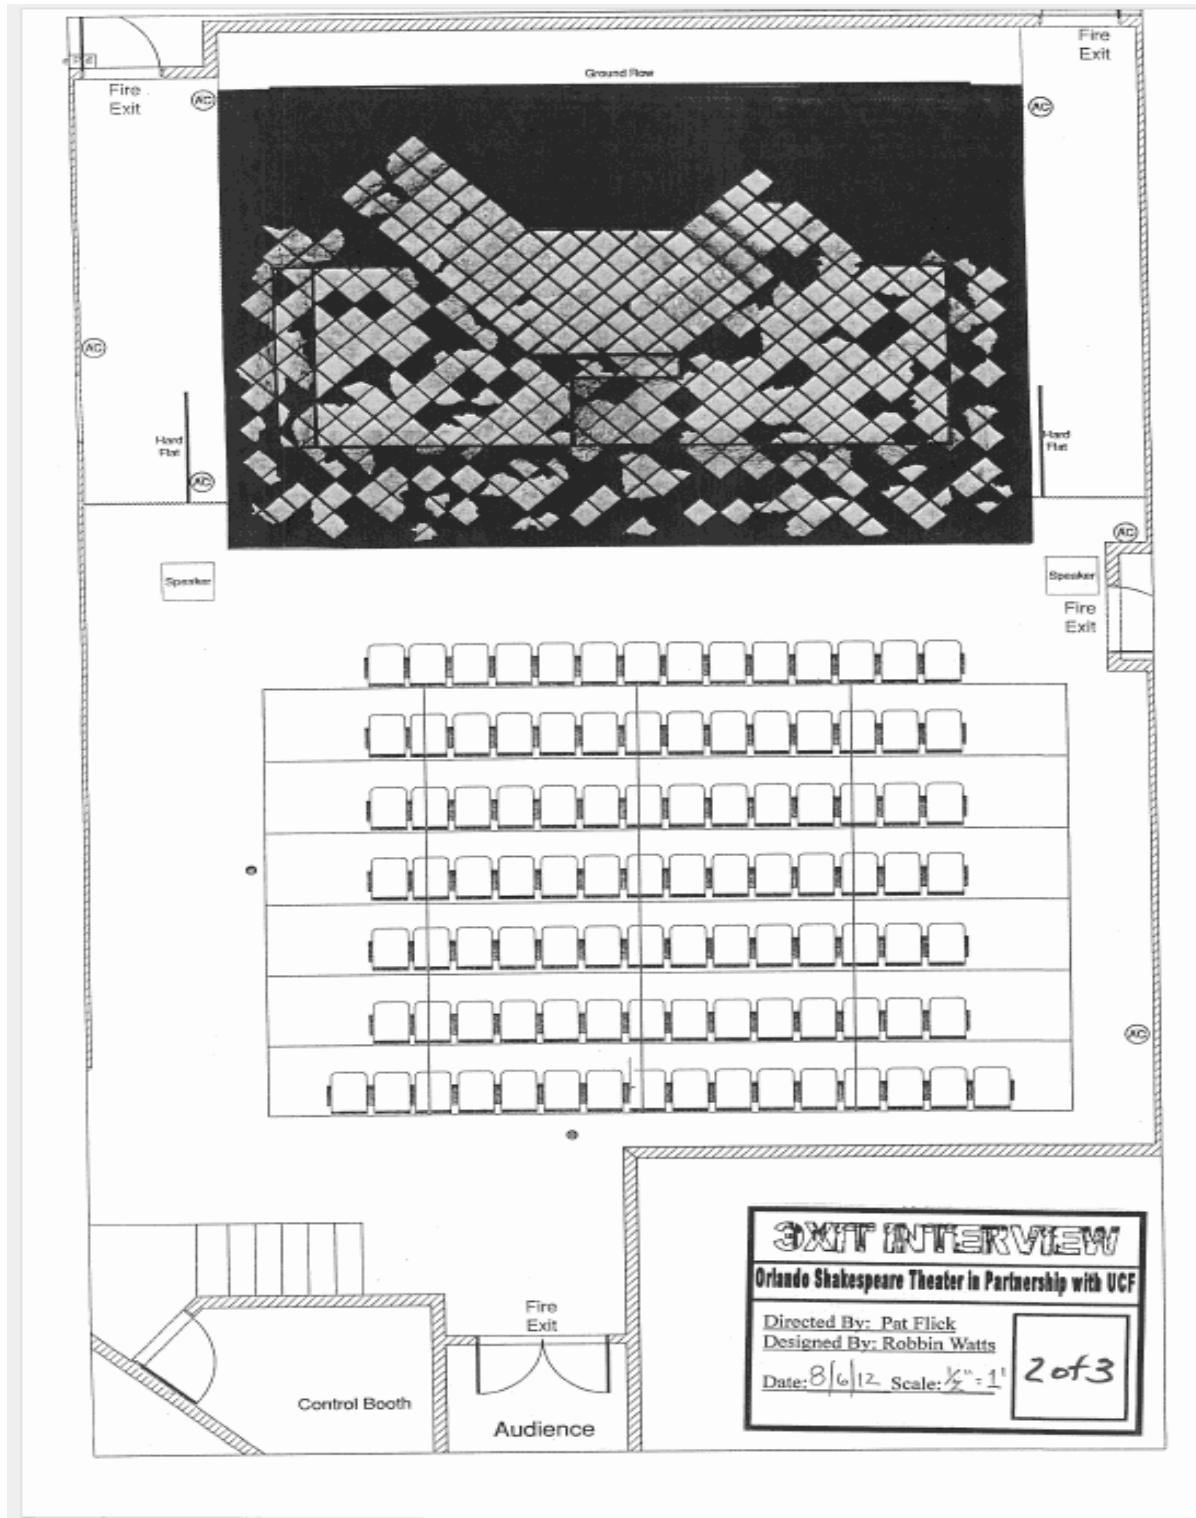 Fire
Exit
Ground Row
Fire
Exit
AC
AC
AC
Hard
Flat
Hard
Flat
AC
AC
Speaker
Speaker
Fire
Exit
AC
3XIT INTERVIEW
Orlando Shakespeare Theater in Partnership with UCF
Directed By: Pat Flick
Designed By: Robbin Watts
Date: 8/6/12 Scale: ½" = 1'
2 of 3
Fire
Exit
Control Booth
Audience